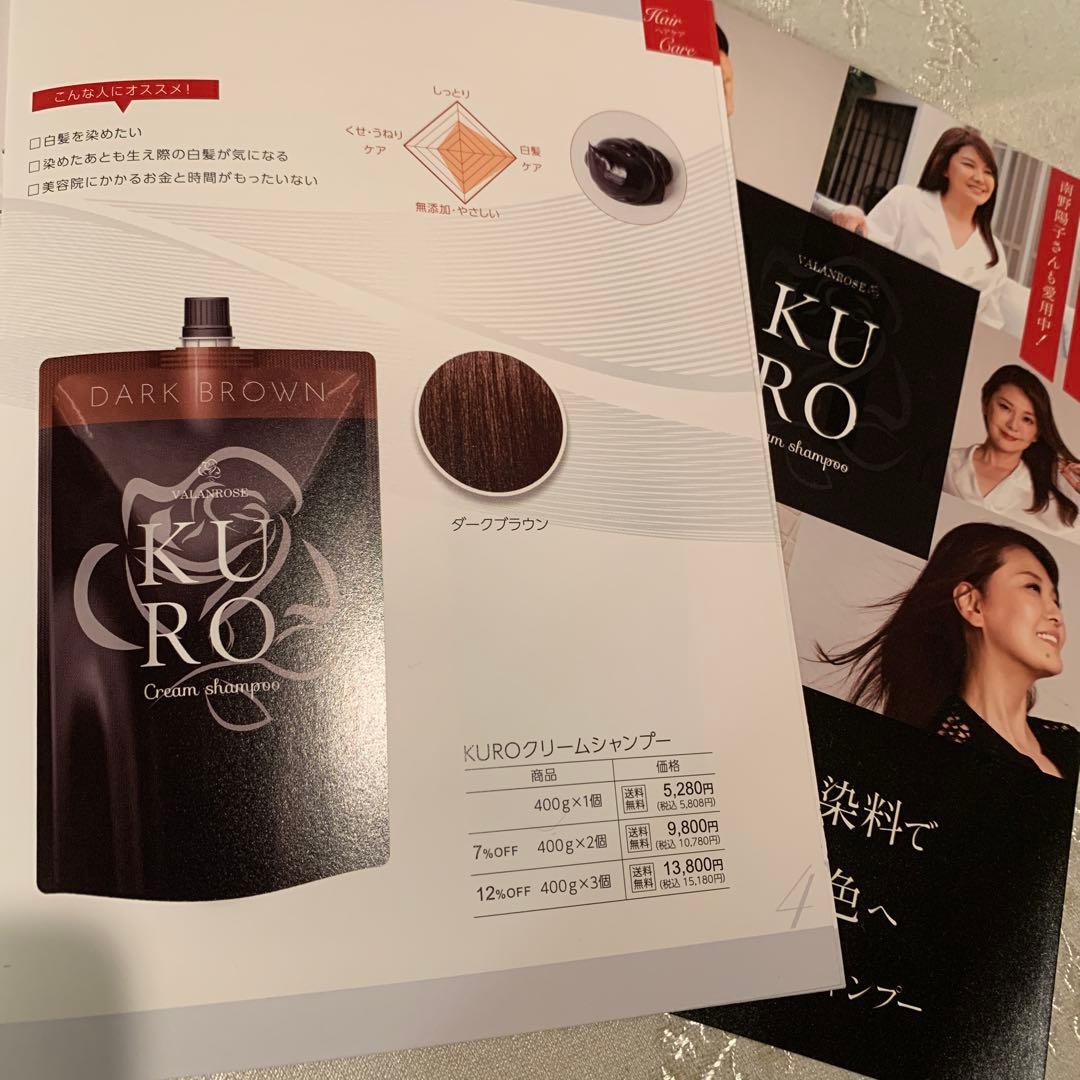 Hair
ヘアケア
Care
こんな人にオススメ!
□白髪を染めたい
□染めたあとも生え際の白髪が気になる
□美容院にかかるお金と時間がもったいない
しっとり
くせ・うねり
ケア
白髪
ケア
無添加・やさしい
DARK BROWN
VALANROSE
KU
RO
Cream shampoo
ダークブラウン
KUROクリームシャンプー
商品 価格
400g×1個 送料無料 5,280円
(税込 5,808円)
7%OFF 400g×2個 送料無料 9,800円
(税込 10,780円)
12%OFF 400g×3個 送料無料 13,800円
(税込 15,180円)
4
南野陽子さんも愛用中!
VALANROSE
KU
RO
am shampoo
染料で
色へ
ンプー